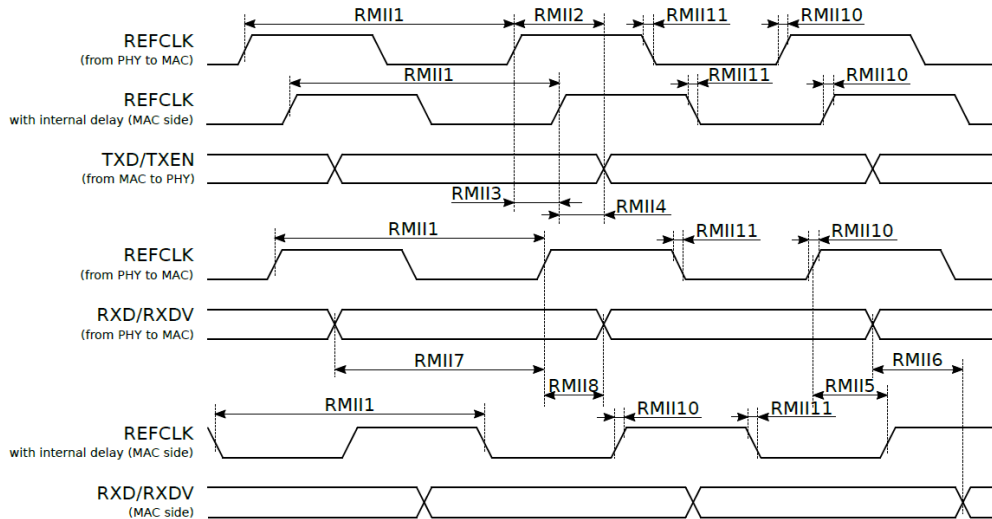 RMII1 RMII2 RMII11 RMII10
REFCLK
(from PHY to MAC)
RMII1 RMII11 RMII10
REFCLK
with internal delay (MAC side)
TXD/TXEN
(from MAC to PHY)
RMII3
RMII4
RMII1 RMII11 RMII10
REFCLK
(from PHY to MAC)
RXD/RXDV
(from PHY to MAC)
RMII7 RMII6
RMII8 RMII5
RMII1 RMII10 RMII11
REFCLK
with internal delay (MAC side)
RXD/RXDV
(MAC side)